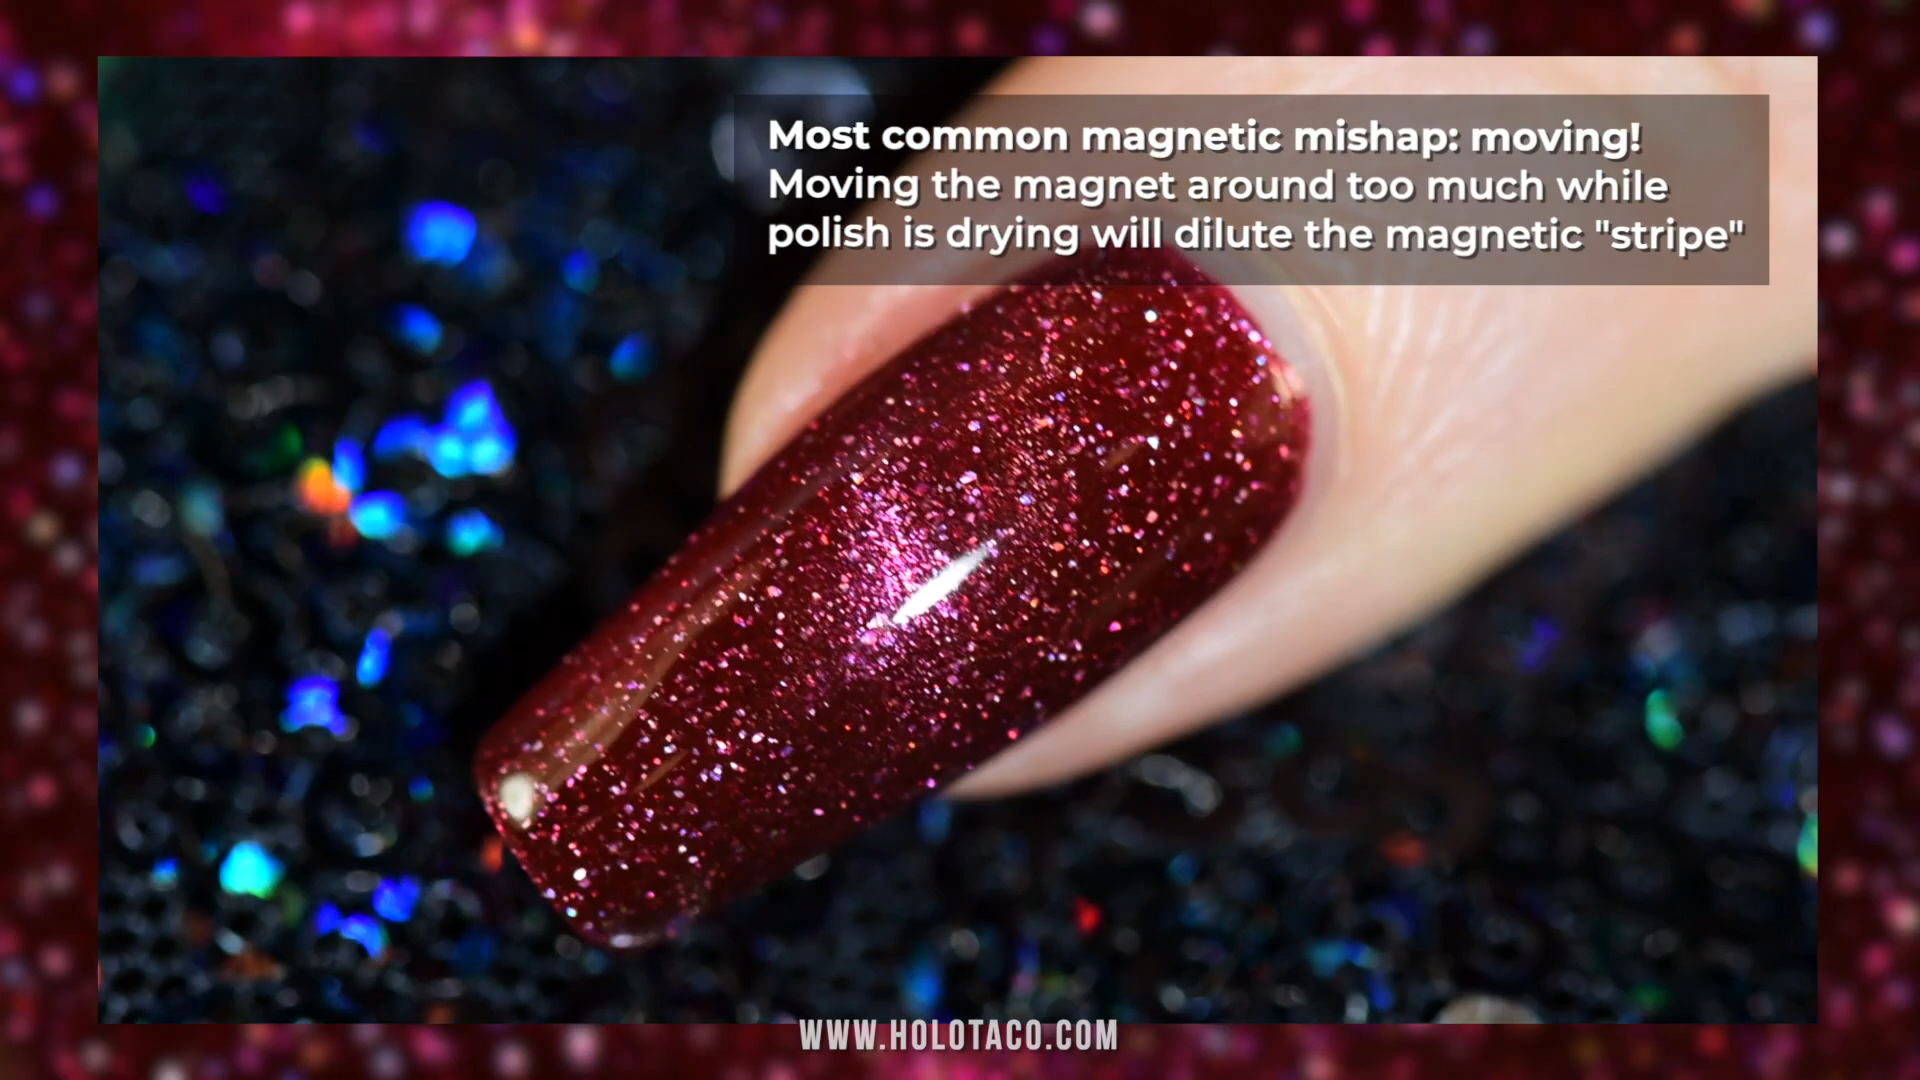 Most common magnetic mishap: moving!
Moving the magnet around too much while
polish is drying will dilute the magnetic "stripe"
WWW.HOLOTACO.COM